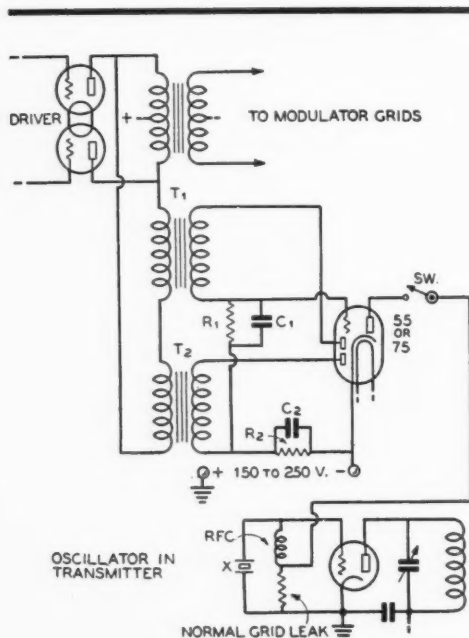 DRIVER
+
TO MODULATOR GRIDS
T1
SW.
R1
C1
55
OR
75
T2
C2
R2
+ 150 TO 250 V. -
OSCILLATOR IN
TRANSMITTER
RFC
X
NORMAL GRID LEAK